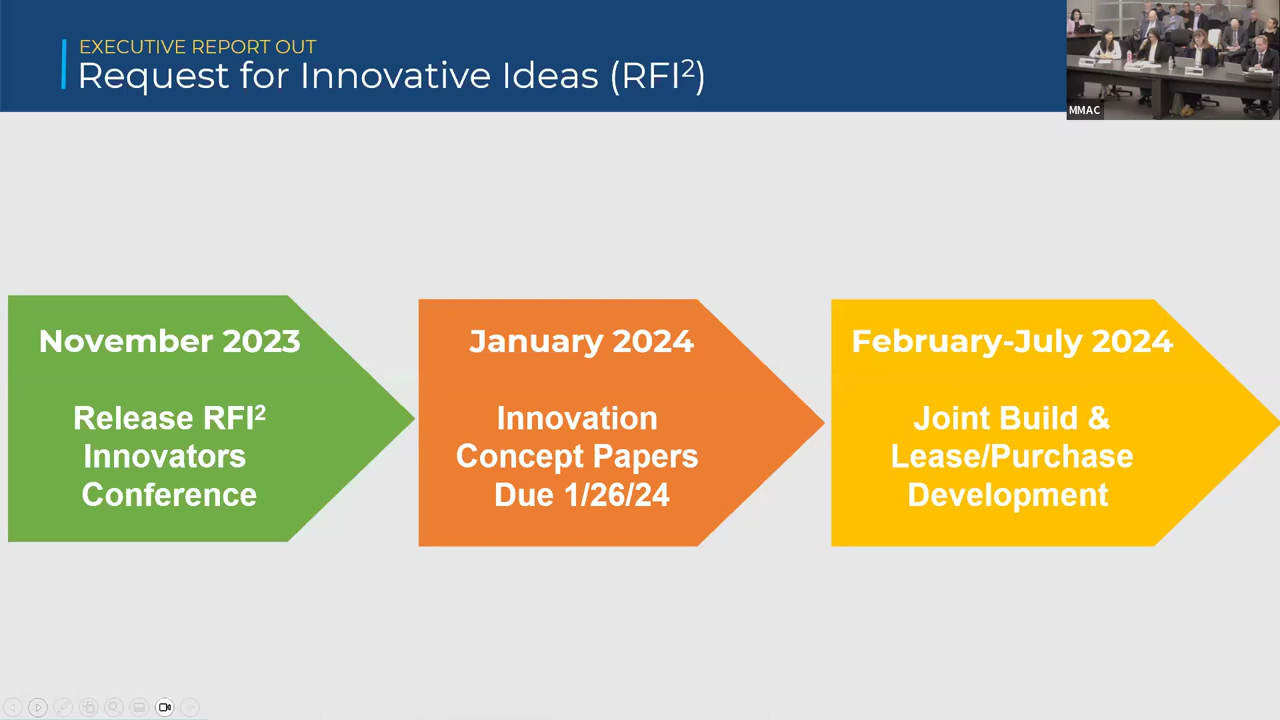 EXECUTIVE REPORT OUT
Request for Innovative Ideas (RFI²)
MMAC
November 2023
Release RFI²
Innovators
Conference
January 2024
Innovation
Concept Papers
Due 1/26/24
February-July 2024
Joint Build &
Lease/Purchase
Development